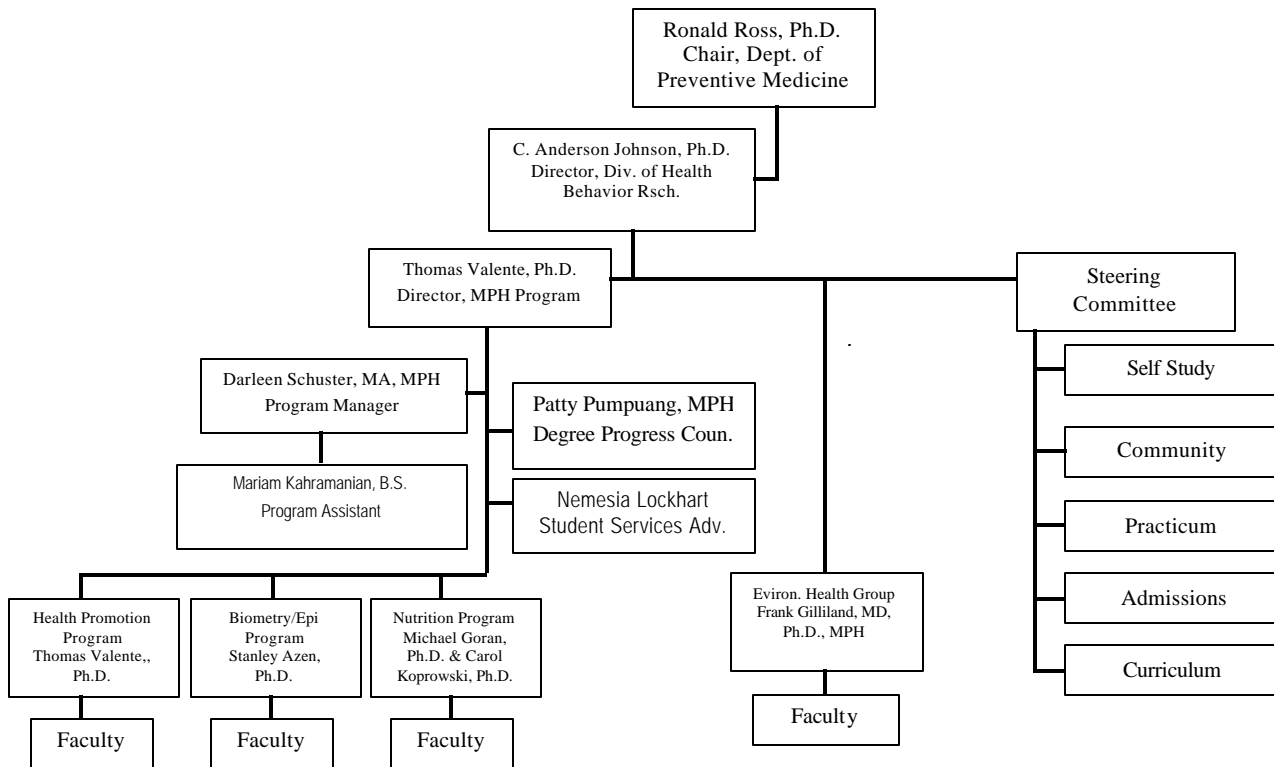 Ronald Ross, Ph.D.
Chair, Dept. of
Preventive Medicine
C. Anderson Johnson, Ph.D.
Director, Div. of Health
Behavior Rsch.
Thomas Valente, Ph.D.
Director, MPH Program
Steering
Committee
Darleen Schuster, MA, MPH
Program Manager
Patty Pumpuang, MPH
Degree Progress Coun.
Mariam Kahramanian, B.S.
Program Assistant
Nemesia Lockhart
Student Services Adv.
Self Study
Community
Practicum
Admissions
Curriculum
Health Promotion
Program
Thomas Valente,,
Ph.D.
Biometry/Epi
Program
Stanley Azen,
Ph.D.
Nutrition Program
Michael Goran,
Ph.D. & Carol
Koprowski, Ph.D.
Eviron. Health Group
Frank Gilliland, MD,
Ph.D., MPH
Faculty
Faculty
Faculty
Faculty